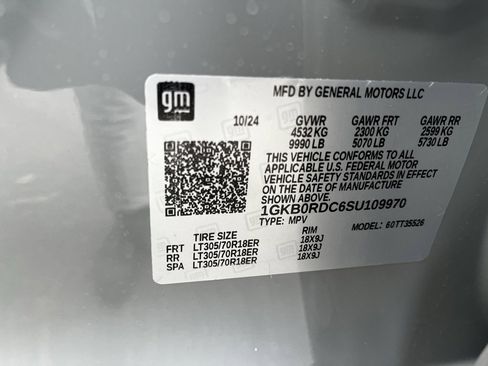 gm
MFD BY GENERAL MOTORS LLC
10/24 GVWR GAWR FRT GAWR RR
4532 KG 2300 KG 2599 KG
9990 LB 5070 LB 5730 LB
THIS VEHICLE CONFORMS TO ALL
APPLICABLE U.S. FEDERAL MOTOR
VEHICLE SAFETY STANDARDS IN EFFECT
ON THE DATE OF MANUFACTURE
SHOWN ABOVE.
1GKB0RDC6SU109970
TYPE: MPV MODEL: 60TT35526
TIRE SIZE RIM
FRT LT305/70R18ER 18X9J
RR LT305/70R18ER 18X9J
SPA LT305/70R18ER 18X9J